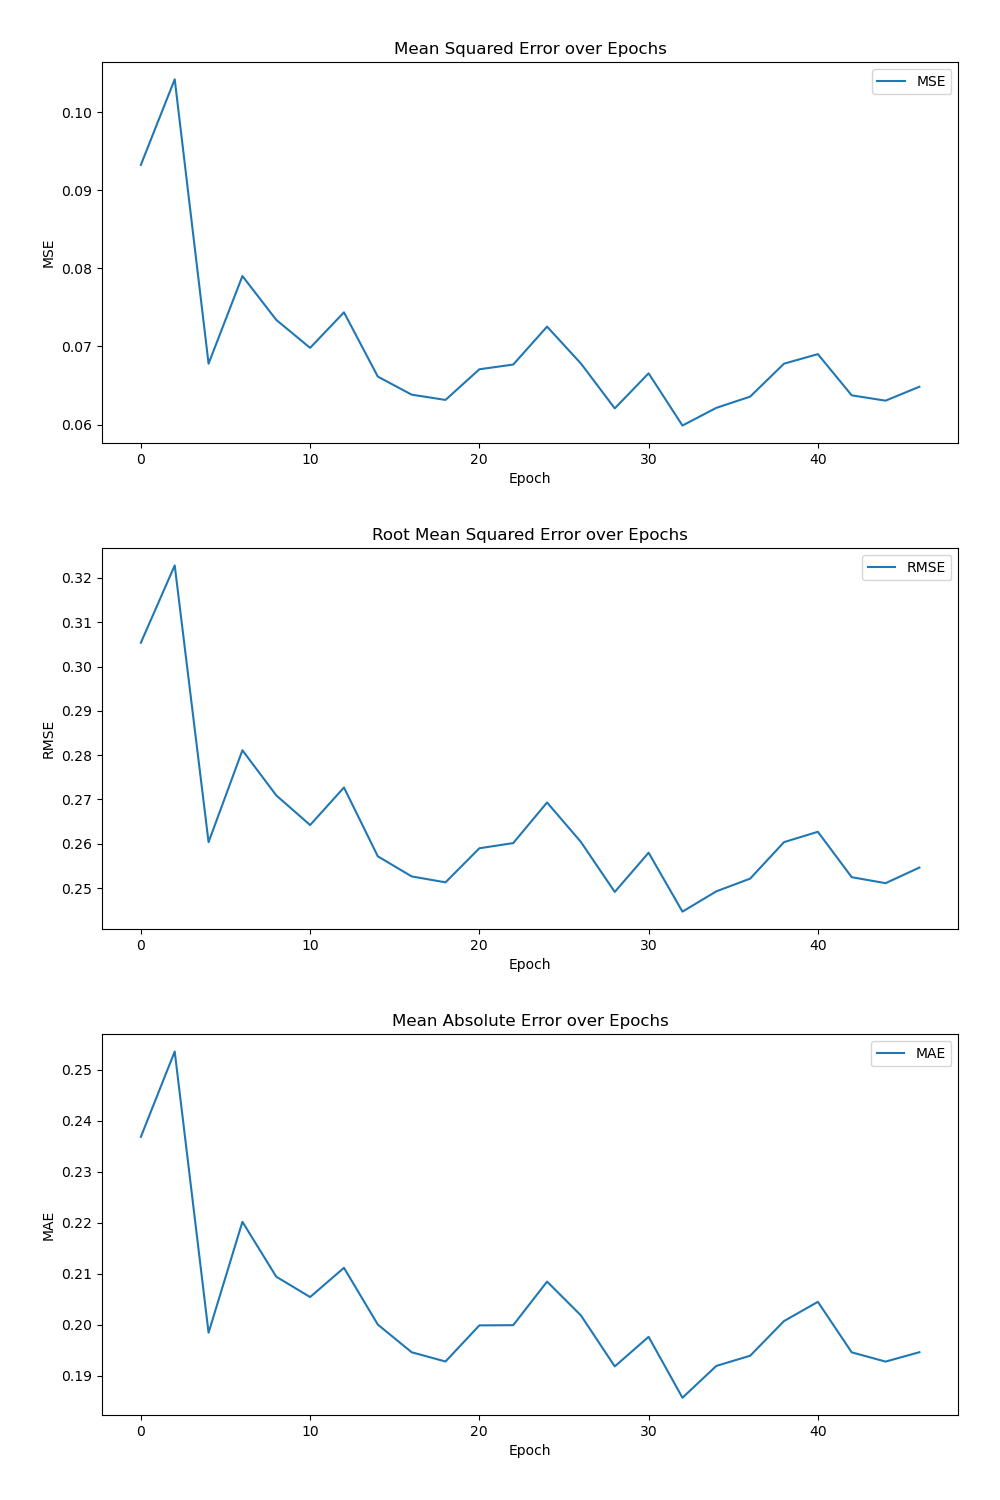 Mean Squared Error over Epochs
MSE
0.10
0.09
0.08
0.07
0.06
MSE
0 10 20 30 40
Epoch
Root Mean Squared Error over Epochs
RMSE
0.32
0.31
0.30
0.29
0.28
0.27
0.26
0.25
RMSE
0 10 20 30 40
Epoch
Mean Absolute Error over Epochs
MAE
0.25
0.24
0.23
0.22
0.21
0.20
0.19
MAE
0 10 20 30 40
Epoch